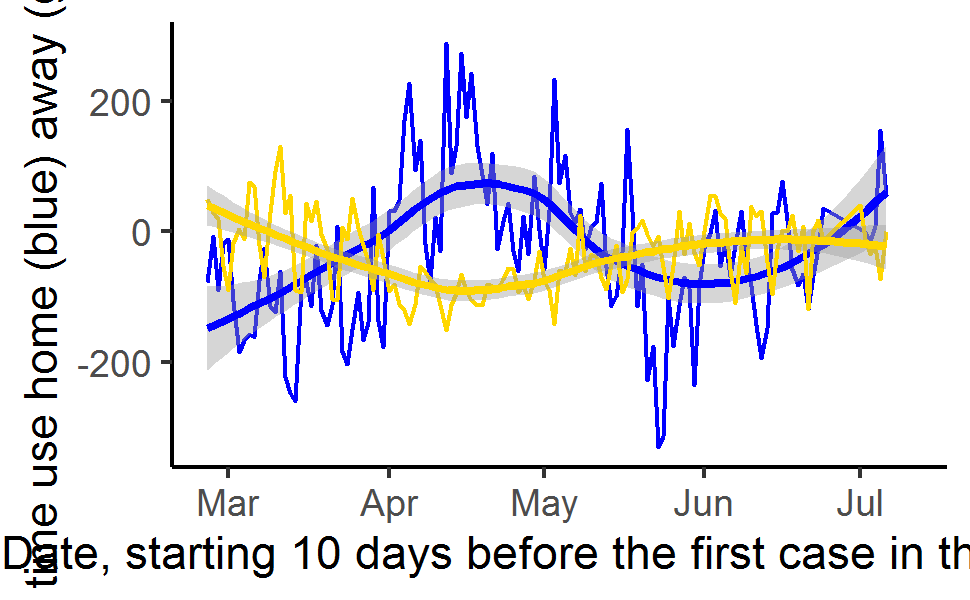 time use home (blue) away (
200
0
-200
Mar Apr May Jun Jul
Date, starting 10 days before the first case in th